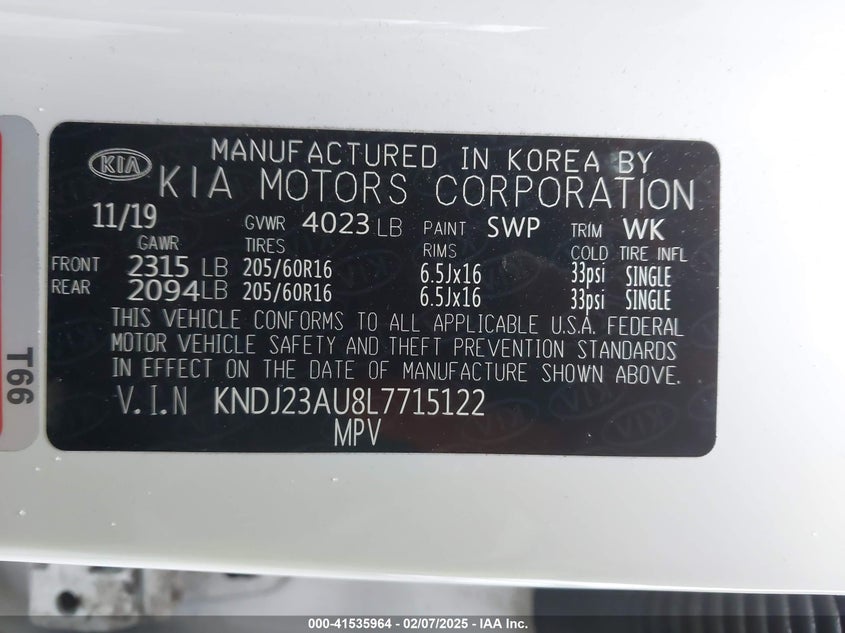 MANUFACTURED IN KOREA BY
KIA KIA MOTORS CORPORATION
11/19 GVWR 4023 LB PAINT SWP TRIM WK
GAWR TIRES RIMS COLD TIRE INFL
FRONT 2315 LB 205/60R16 6.5Jx16 33psi SINGLE
REAR 2094 LB 205/60R16 6.5Jx16 33psi SINGLE
THIS VEHICLE CONFORMS TO ALL APPLICABLE U.S.A. FEDERAL
MOTOR VEHICLE SAFETY AND THEFT PREVENTION STANDARDS
IN EFFECT ON THE DATE OF MANUFACTURE SHOWN ABOVE.
V.I.N KNDJ23AU8L7715122
MPV
T66
000-41535964 - 02/07/2025 - IAA Inc.